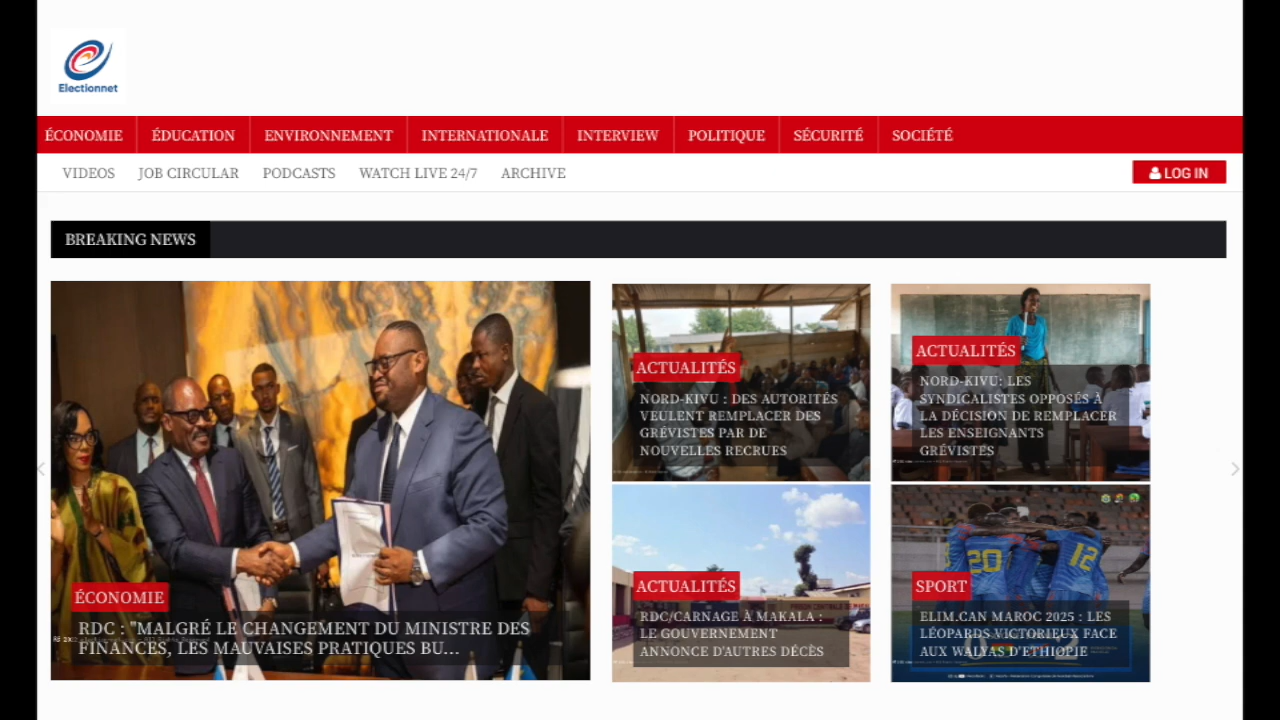 Electionnet
ÉCONOMIE ÉDUCATION ENVIRONNEMENT INTERNATIONALE INTERVIEW POLITIQUE SÉCURITÉ SOCIÉTÉ
VIDEOS JOB CIRCULAR PODCASTS WATCH LIVE 24/7 ARCHIVE LOG IN
BREAKING NEWS
ÉCONOMIE
RDC : "MALGRÉ LE CHANGEMENT DU MINISTRE DES
FINANCES, LES MAUVAISES PRATIQUES BU...
ACTUALITÉS
NORD-KIVU : DES AUTORITÉS
VEULENT REMPLACER DES
GRÉVISTES PAR DE
NOUVELLES RECRUES
ACTUALITÉS
NORD-KIVU: LES
SYNDICALISTES OPPOSÉS À
LA DÉCISION DE REMPLACER
LES ENSEIGNANTS
GRÉVISTES
ACTUALITÉS
RDC/CARNAGE À MAKALA :
LE GOUVERNEMENT
ANNONCE D'AUTRES DÉCÈS
20
12
SPORT
ELIM.CAN MAROC 2025 : LES
LÉOPARDS VICTORIEUX FACE
AUX WALYAS D'ETHIOPIE